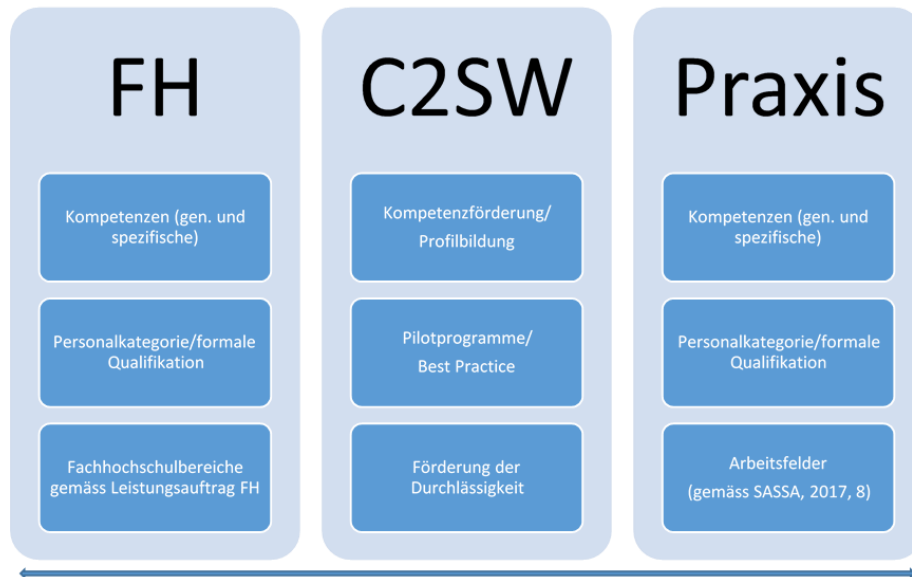 FH
Kompetenzen (gen. und
spezifische)
Personalkategorie/formale
Qualifikation
Fachhochschulbereiche
gemäss Leistungsauftrag FH
C2SW
Kompetenzförderung/
Profilbildung
Pilotprogramme/
Best Practice
Förderung der
Durchlässigkeit
Praxis
Kompetenzen (gen. und
spezifische)
Personalkategorie/formale
Qualifikation
Arbeitsfelder
(gemäss SASSA, 2017, 8)